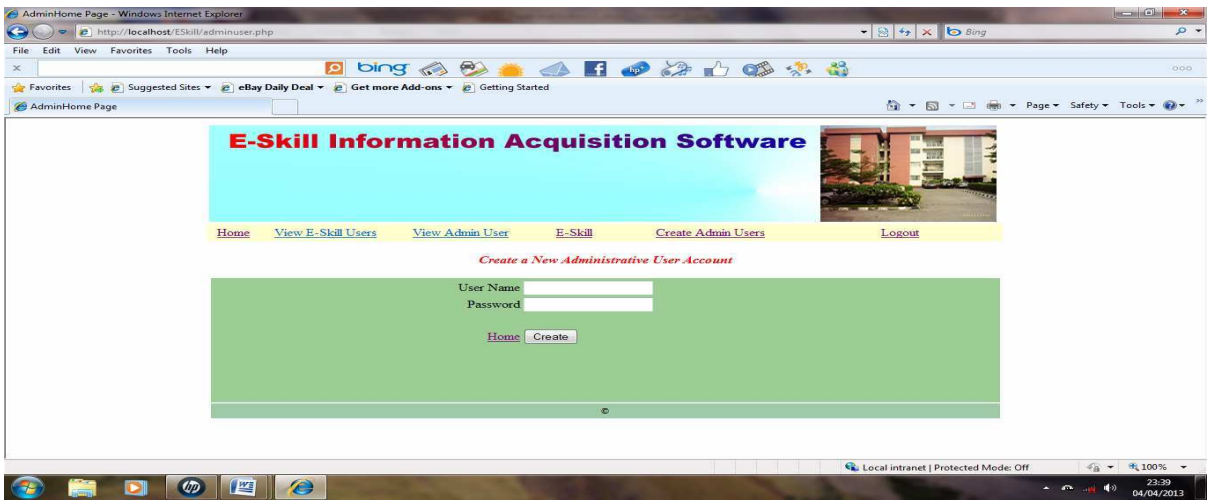 AdminHome Page - Windows Internet Explorer
http://localhost/ESkill/adminuser.php
Bing
File Edit View Favorites Tools Help
bing
Favorites Suggested Sites eBay Daily Deal Get more Add-ons Getting Started
AdminHome Page
Page Safety Tools
E-Skill Information Acquisition Software
Home View E-Skill Users View Admin User E-Skill Create Admin Users Logout
Create a New Administrative User Account
User Name
Password
Home Create
©
Local intranet | Protected Mode: Off 100%
23:39
04/04/2013